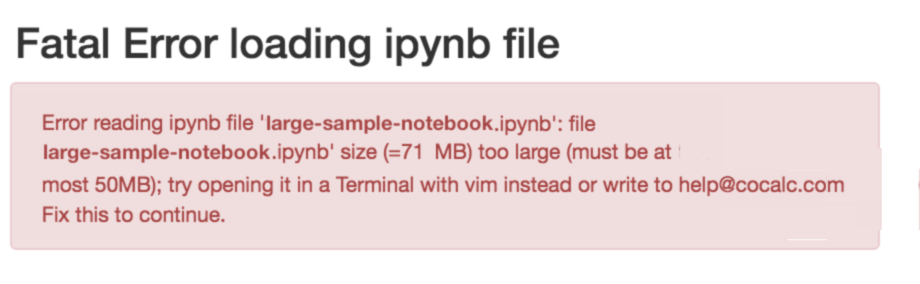 Fatal Error loading ipynb file
Error reading ipynb file 'large-sample-notebook.ipynb': file
large-sample-notebook.ipynb' size (=71 MB) too large (must be at
most 50MB); try opening it in a Terminal with vim instead or write to help@cocalc.com
Fix this to continue.